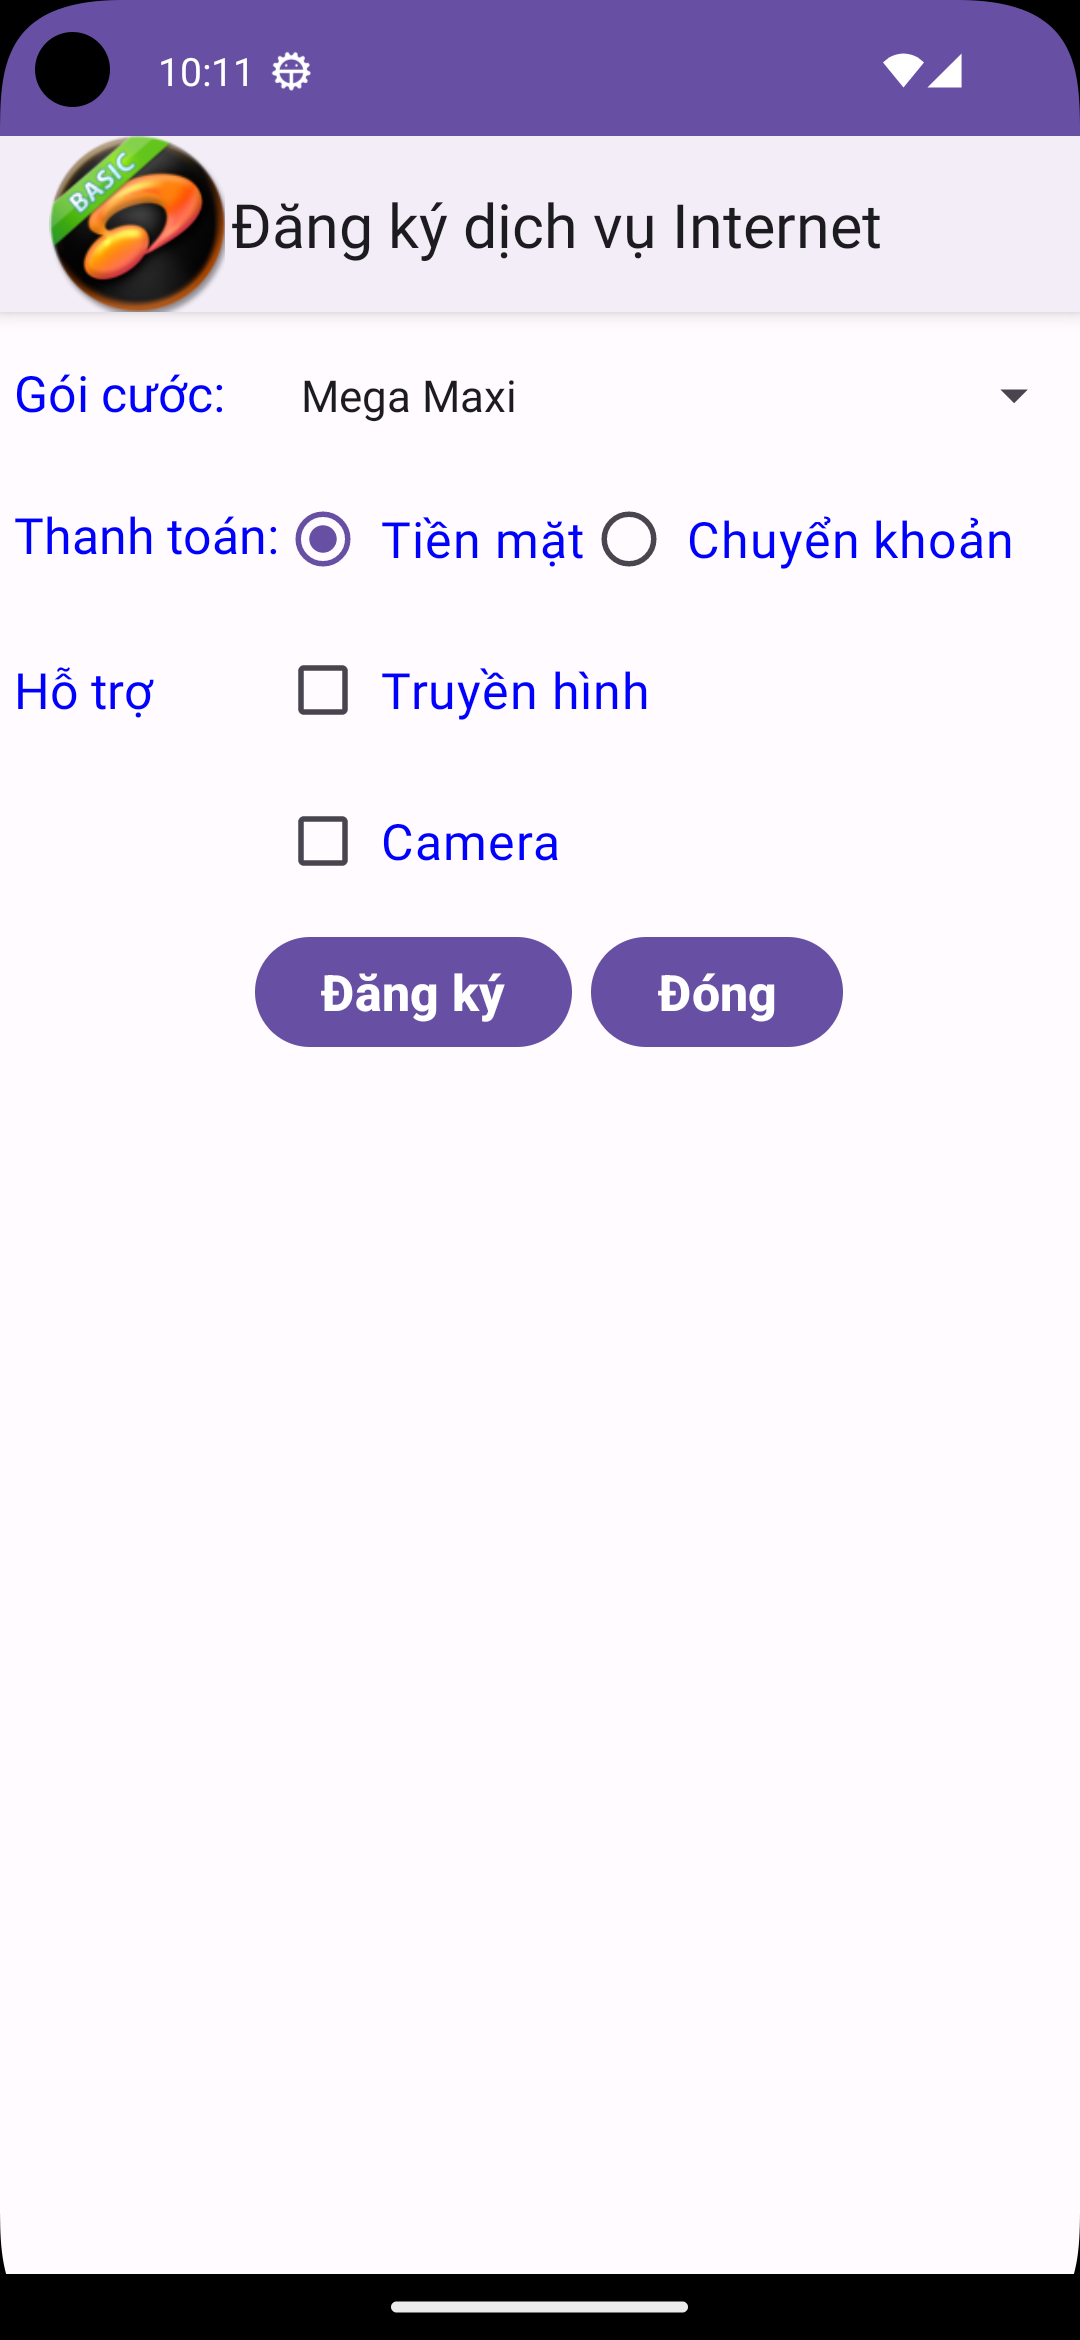 10:11
BASIC
Đăng ký dịch vụ Internet
Gói cước: Mega Maxi
Thanh toán: Tiền mặt Chuyển khoản
Hỗ trợ Truyền hình
Camera
Đăng ký Đóng